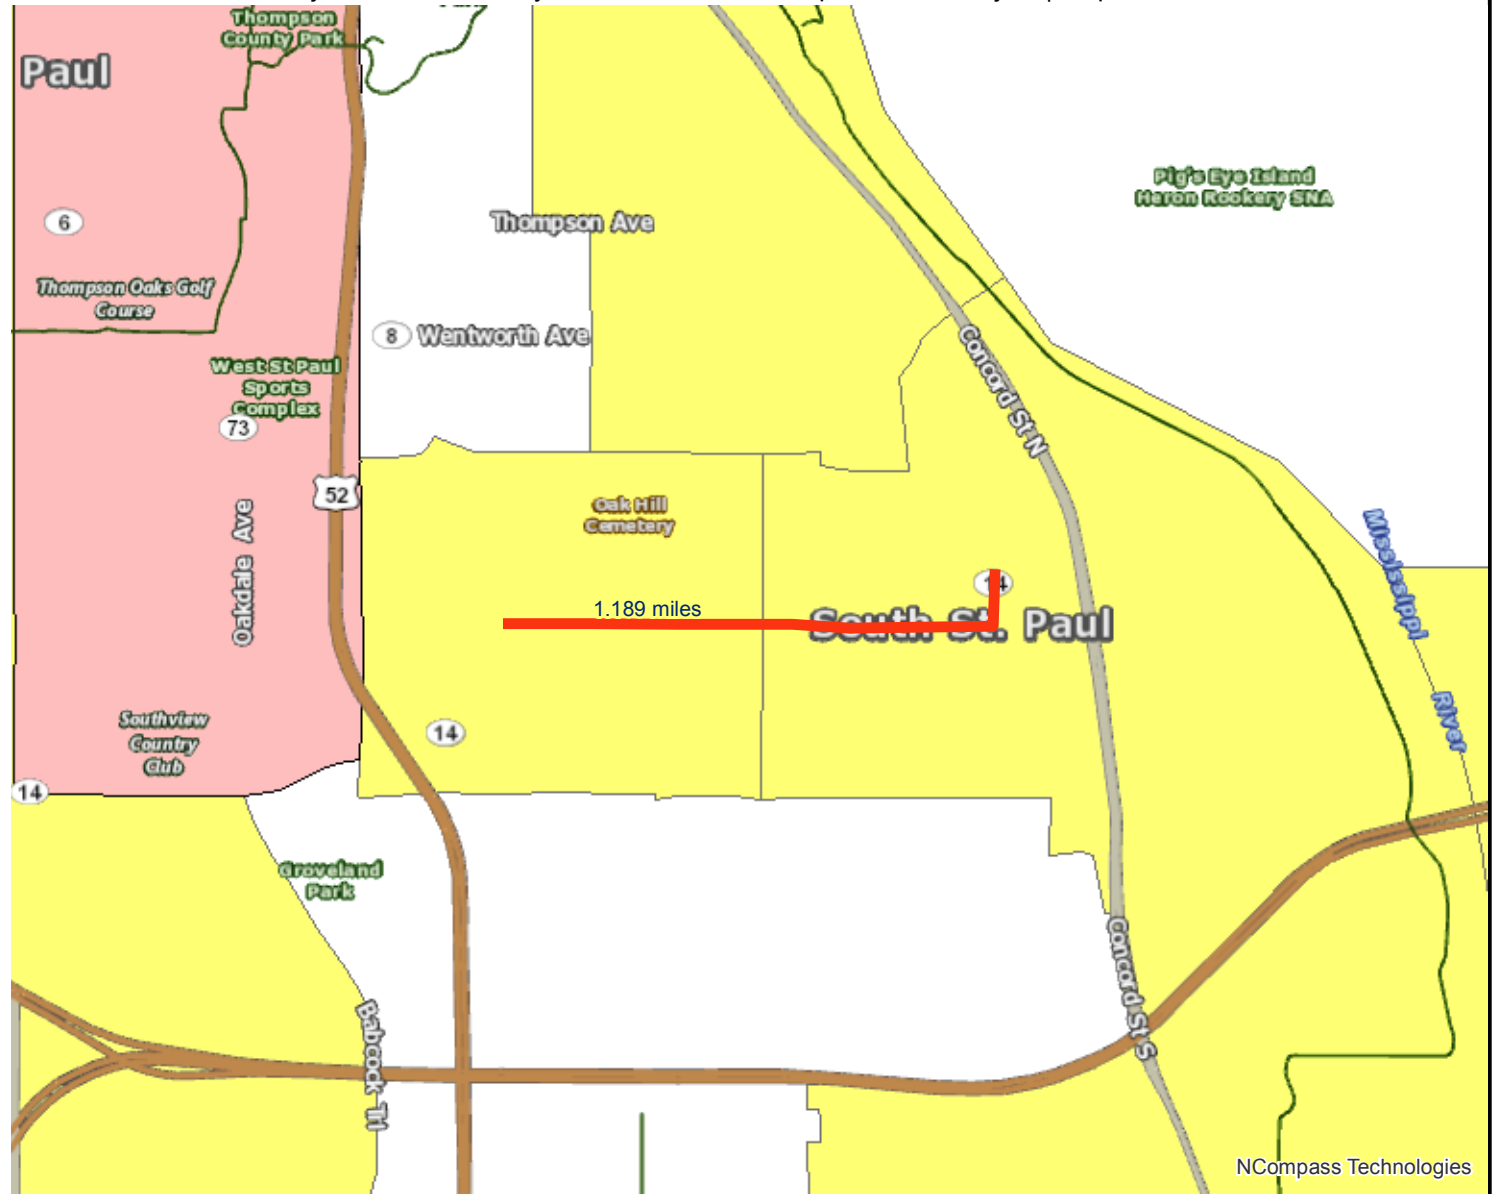 Thompson
County Park
Paul
Pig's Eye Island
Heron Rookery SNA
6
Thompson Ave
Thompson Oaks Golf
Course
8 Wentworth Ave
West St Paul
Sports
Complex
73
Concord St N
52
Oak Hill
Cemetery
Oakdale Ave
Mississippi
River
14
1.189 miles
South St. Paul
Southview
Country
Club
14
14
Groveland
Park
Concord St S
Babcock Trl
NCompass Technologies